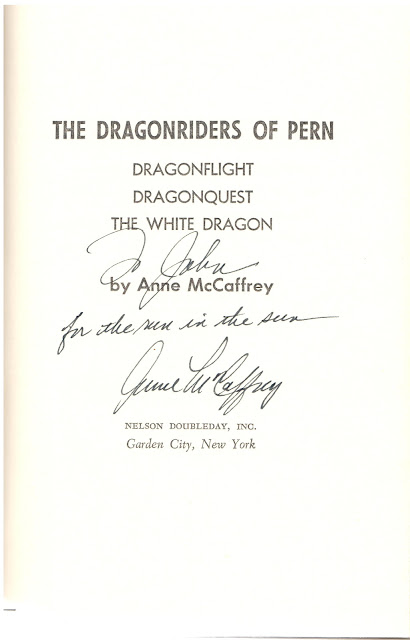 THE DRAGONRIDERS OF PERN
DRAGONFLIGHT
DRAGONQUEST
THE WHITE DRAGON
To John
by Anne McCaffrey
for the run in the sun
Anne McCaffrey
NELSON DOUBLEDAY, INC.
Garden City, New York